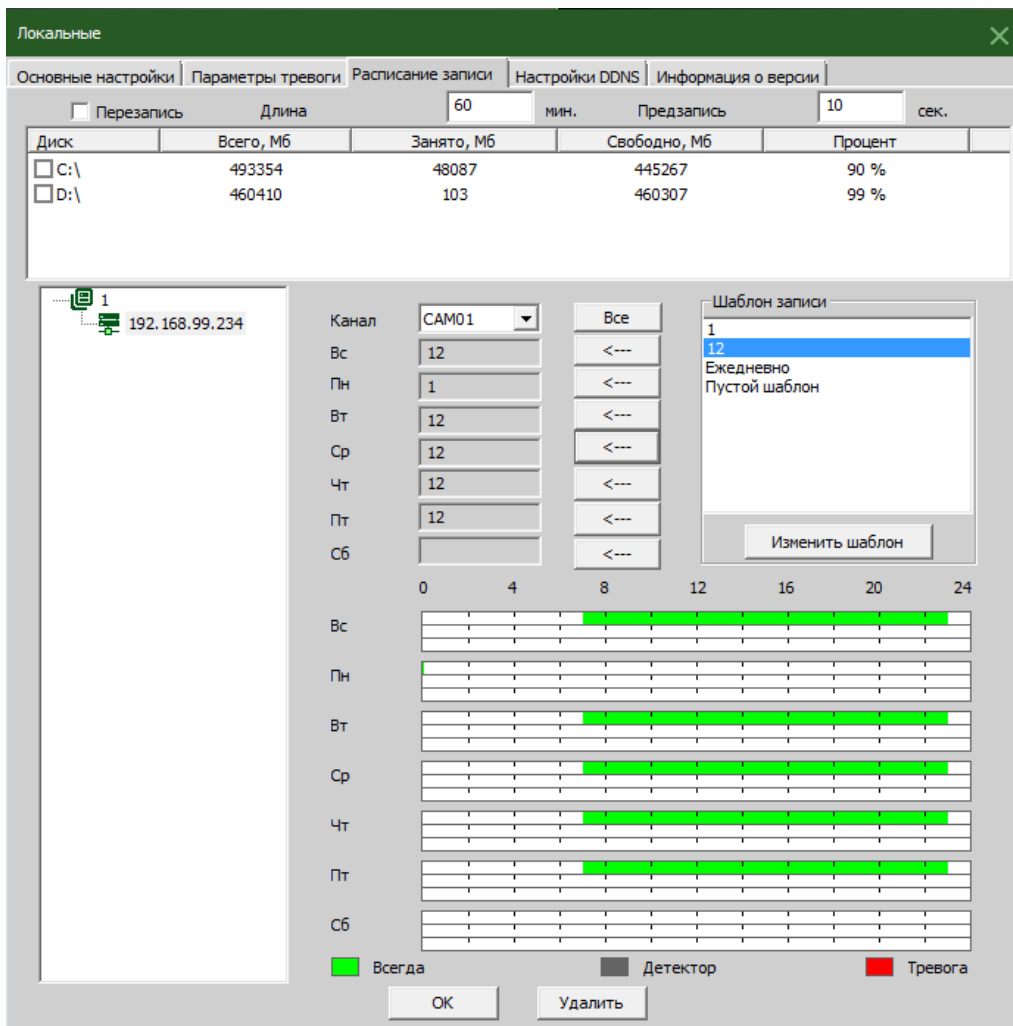 Локальные
Основные настройки Параметры тревоги Расписание записи Настройки DDNS Информация о версии
Перезапись Длина 60 мин. Предзапись 10 сек.
Диск Всего, Мб Занято, Мб Свободно, Мб Процент
C:\ 493354 48087 445267 90 %
D:\ 460410 103 460307 99 %
1
192.168.99.234
Канал CAM01 Все
Вс 12 <---
Пн 1 <---
Вт 12 <---
Ср 12 <---
Чт 12 <---
Пт 12 <---
Сб <---
Шаблон записи
1
12
Ежедневно
Пустой шаблон
Изменить шаблон
0 4 8 12 16 20 24
Вс
Пн
Вт
Ср
Чт
Пт
Сб
Всегда Детектор Тревога
OK Удалить